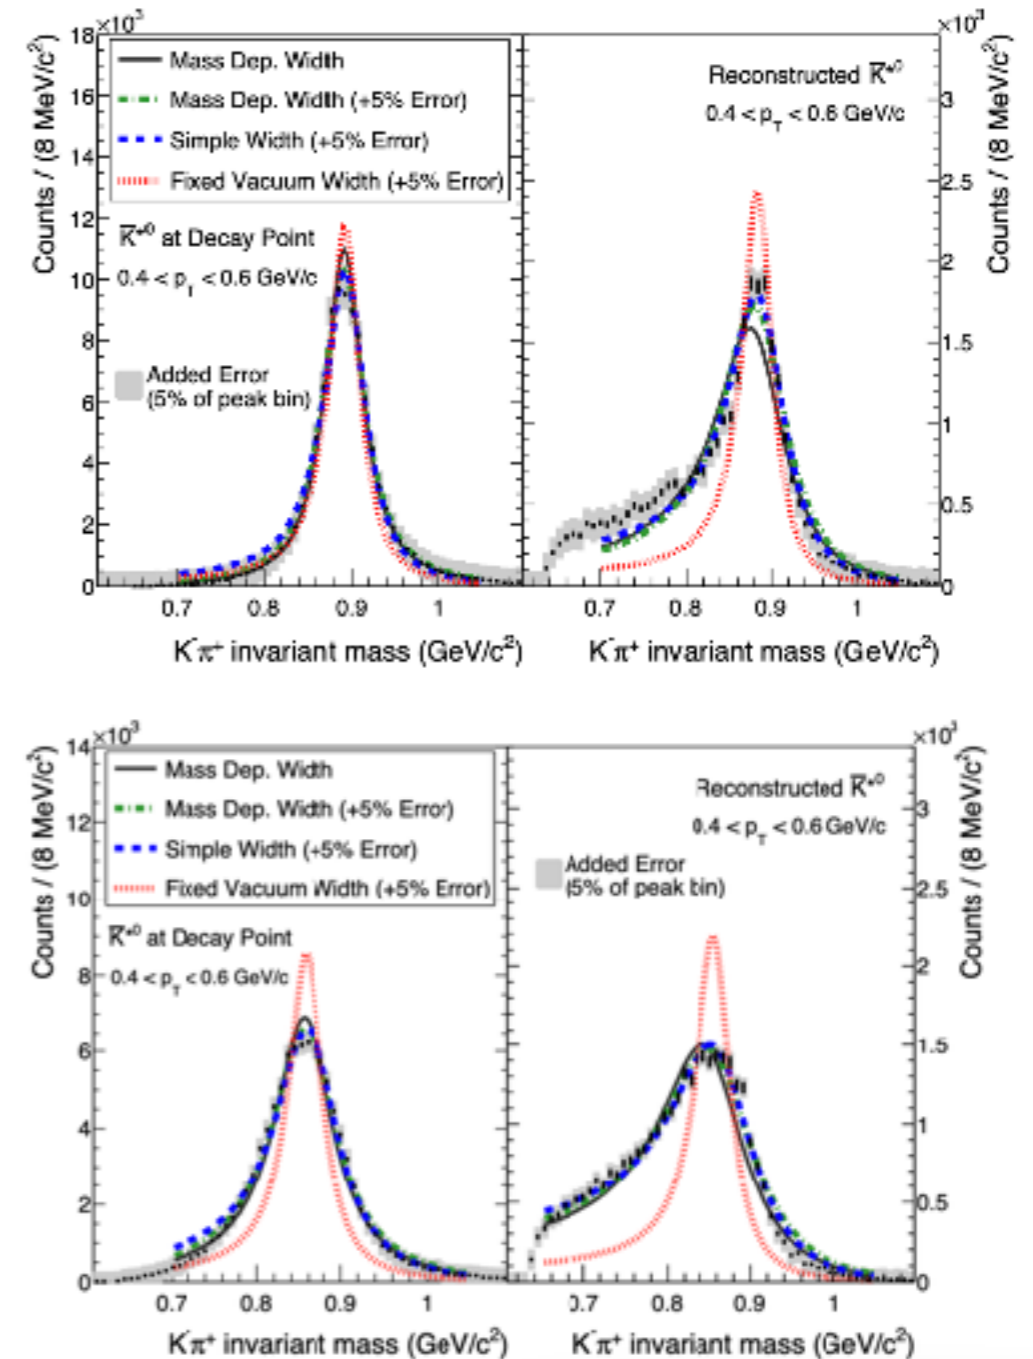 ×10³
18
16
14
12
10
8
6
4
2
0
Counts / (8 MeV/c²)
Mass Dep. Width
Mass Dep. Width (+5% Error)
Simple Width (+5% Error)
Fixed Vacuum Width (+5% Error)
K̅*⁰ at Decay Point
0.4 < p_T < 0.6 GeV/c
Added Error
(5% of peak bin)
0.7 0.8 0.9 1
K⁻π⁺ invariant mass (GeV/c²)
×10³
Reconstructed K̅*⁰
0.4 < p_T < 0.6 GeV/c
3
2.5
2
1.5
1
0.5
0
Counts / (8 MeV/c²)
0.7 0.8 0.9 1
K⁻π⁺ invariant mass (GeV/c²)
×10³
14
12
10
8
6
4
2
0
Counts / (8 MeV/c²)
Mass Dep. Width
Mass Dep. Width (+5% Error)
Simple Width (+5% Error)
Fixed Vacuum Width (+5% Error)
K̅*⁰ at Decay Point
0.4 < p_T < 0.6 GeV/c
0.7 0.8 0.9 1
K⁻π⁺ invariant mass (GeV/c²)
×10³
Reconstructed K̅*⁰
0.4 < p_T < 0.6 GeV/c
Added Error
(5% of peak bin)
3
2.5
2
1.5
1
0.5
0
Counts / (8 MeV/c²)
0.7 0.8 0.9 1
K⁻π⁺ invariant mass (GeV/c²)